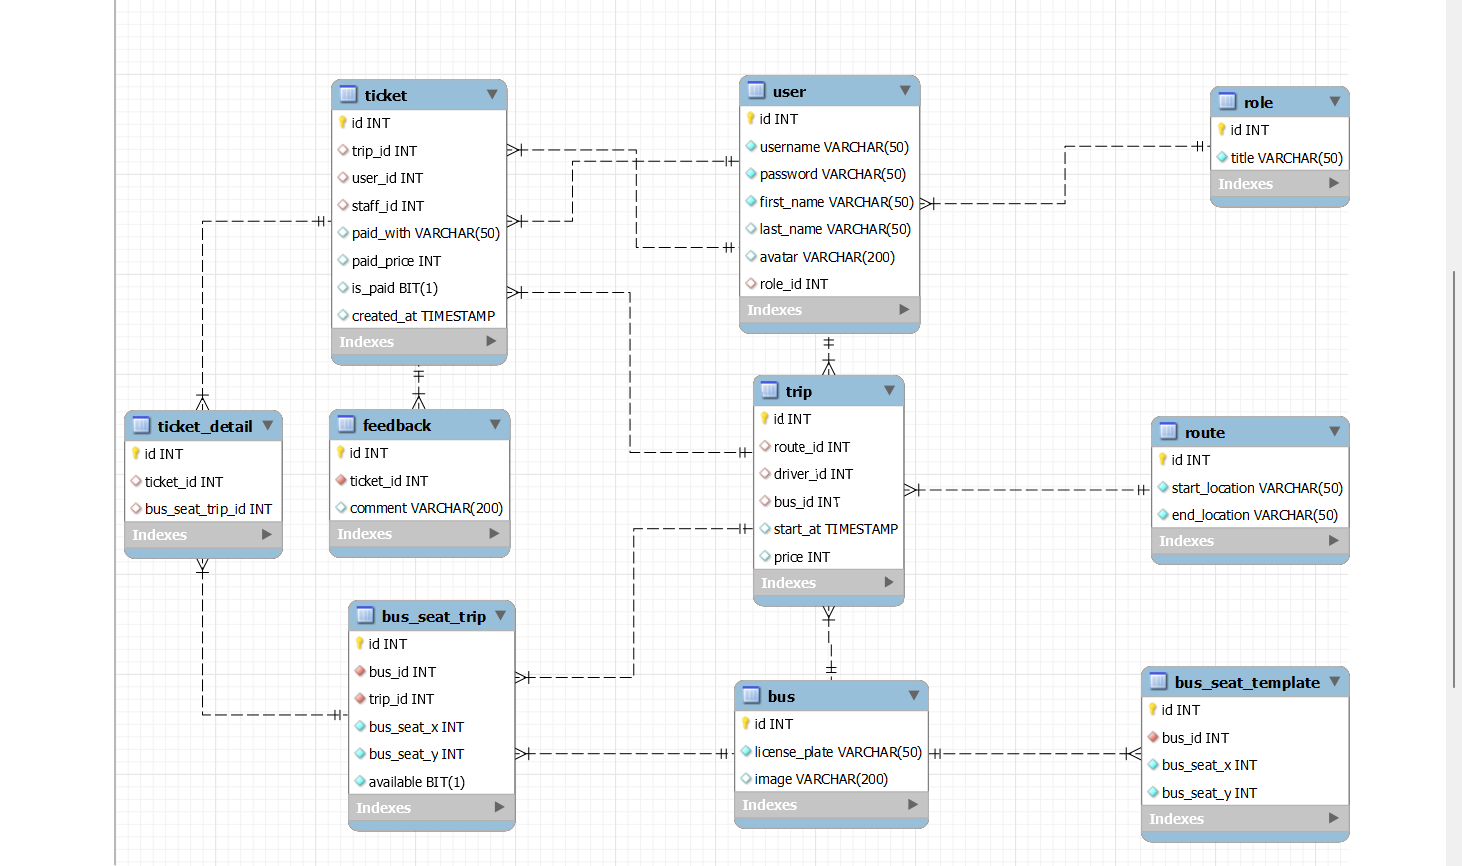 ticket
id INT
trip_id INT
user_id INT
staff_id INT
paid_with VARCHAR(50)
paid_price INT
is_paid BIT(1)
created_at TIMESTAMP
Indexes
user
id INT
username VARCHAR(50)
password VARCHAR(50)
first_name VARCHAR(50)
last_name VARCHAR(50)
avatar VARCHAR(200)
role_id INT
Indexes
role
id INT
title VARCHAR(50)
Indexes
ticket_detail
id INT
ticket_id INT
bus_seat_trip_id INT
Indexes
feedback
id INT
ticket_id INT
comment VARCHAR(200)
Indexes
trip
id INT
route_id INT
driver_id INT
bus_id INT
start_at TIMESTAMP
price INT
Indexes
route
id INT
start_location VARCHAR(50)
end_location VARCHAR(50)
Indexes
bus_seat_trip
id INT
bus_id INT
trip_id INT
bus_seat_x INT
bus_seat_y INT
available BIT(1)
Indexes
bus
id INT
license_plate VARCHAR(50)
image VARCHAR(200)
Indexes
bus_seat_template
id INT
bus_id INT
bus_seat_x INT
bus_seat_y INT
Indexes